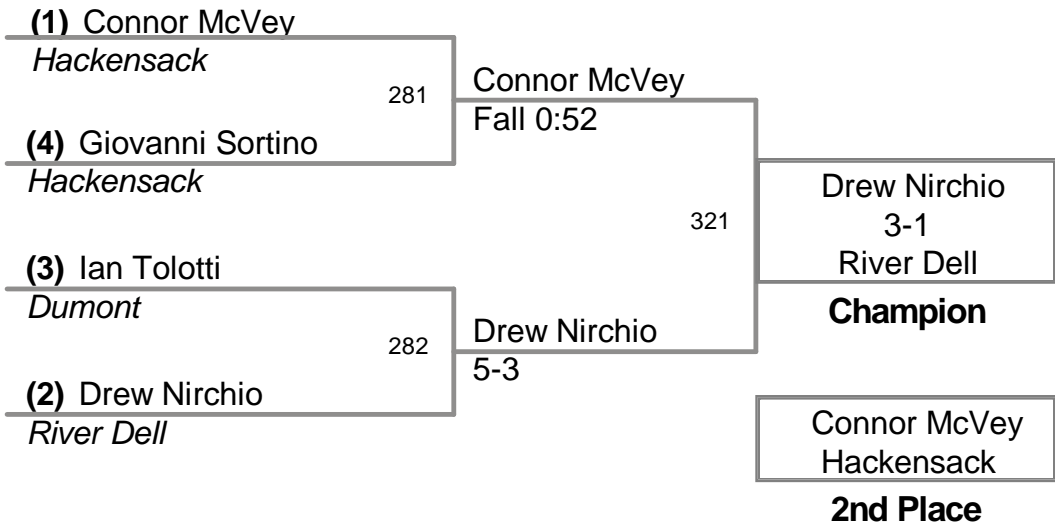 (1) Connor McVey
Hackensack
281
(4) Giovanni Sortino
Hackensack
Connor McVey
Fall 0:52
(3) Ian Tolotti
Dumont
282
(2) Drew Nirchio
River Dell
Drew Nirchio
5-3
321
Drew Nirchio
3-1
River Dell
Champion
Connor McVey
Hackensack
2nd Place